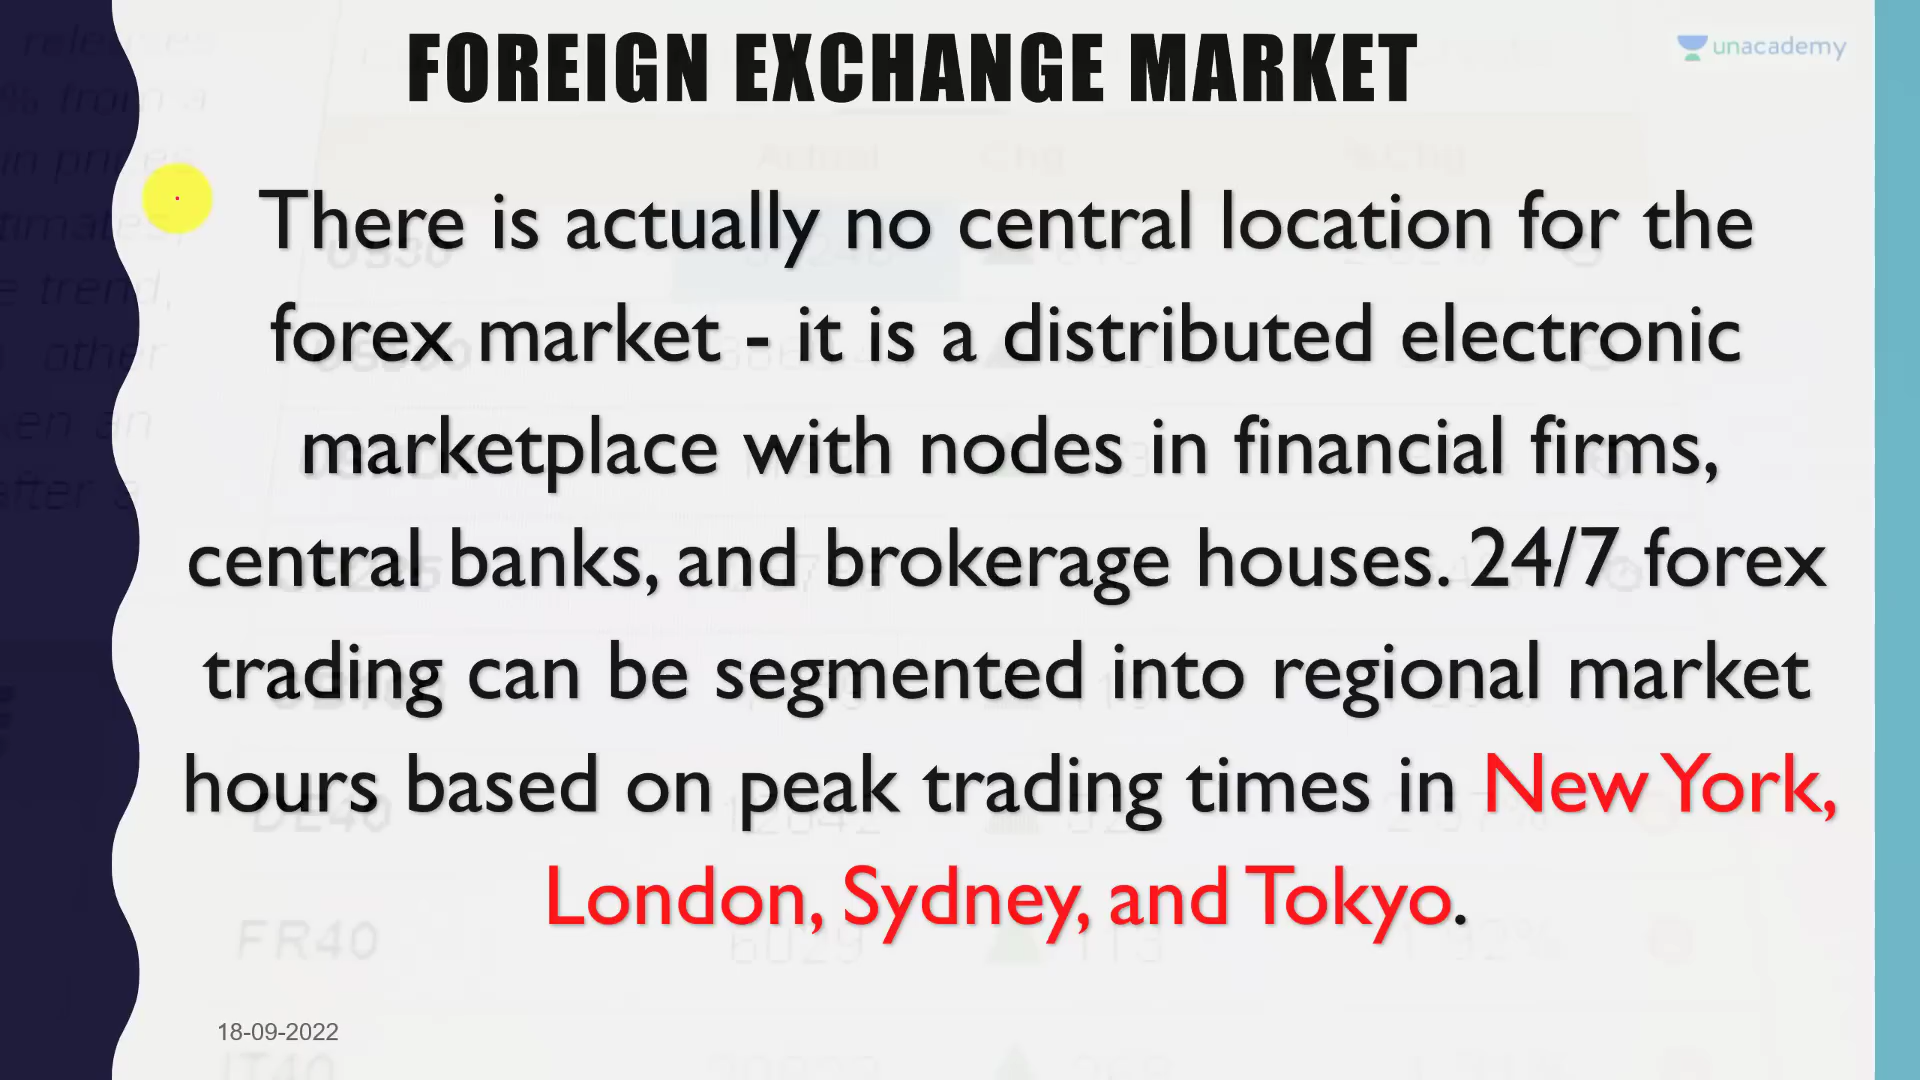 FOREIGN EXCHANGE MARKET
unacademy
There is actually no central location for the
forex market - it is a distributed electronic
marketplace with nodes in financial firms,
central banks, and brokerage houses. 24/7 forex
trading can be segmented into regional market
hours based on peak trading times in New York,
London, Sydney, and Tokyo.
18-09-2022